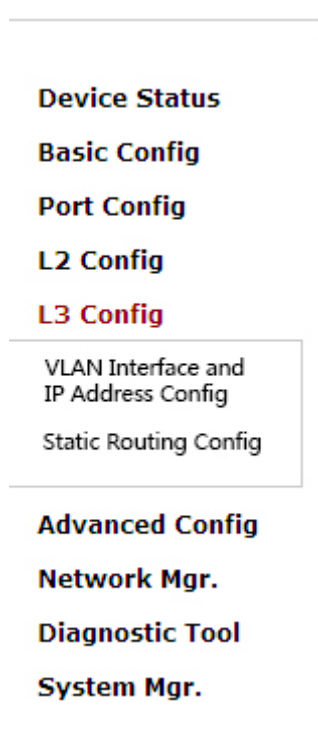 Device Status
Basic Config
Port Config
L2 Config
L3 Config
VLAN Interface and
IP Address Config
Static Routing Config
Advanced Config
Network Mgr.
Diagnostic Tool
System Mgr.